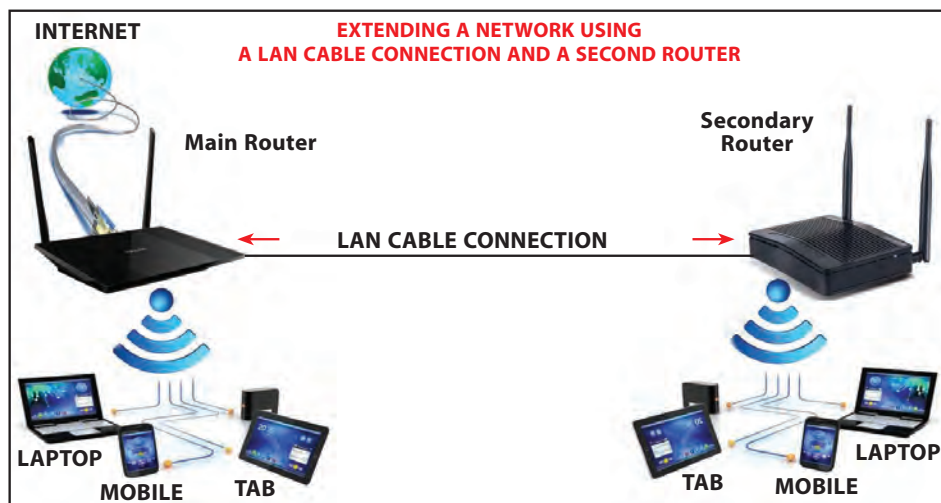 INTERNET
EXTENDING A NETWORK USING
A LAN CABLE CONNECTION AND A SECOND ROUTER
Main Router
Secondary
Router
LAN CABLE CONNECTION
LAPTOP
MOBILE
TAB
TAB
MOBILE
LAPTOP